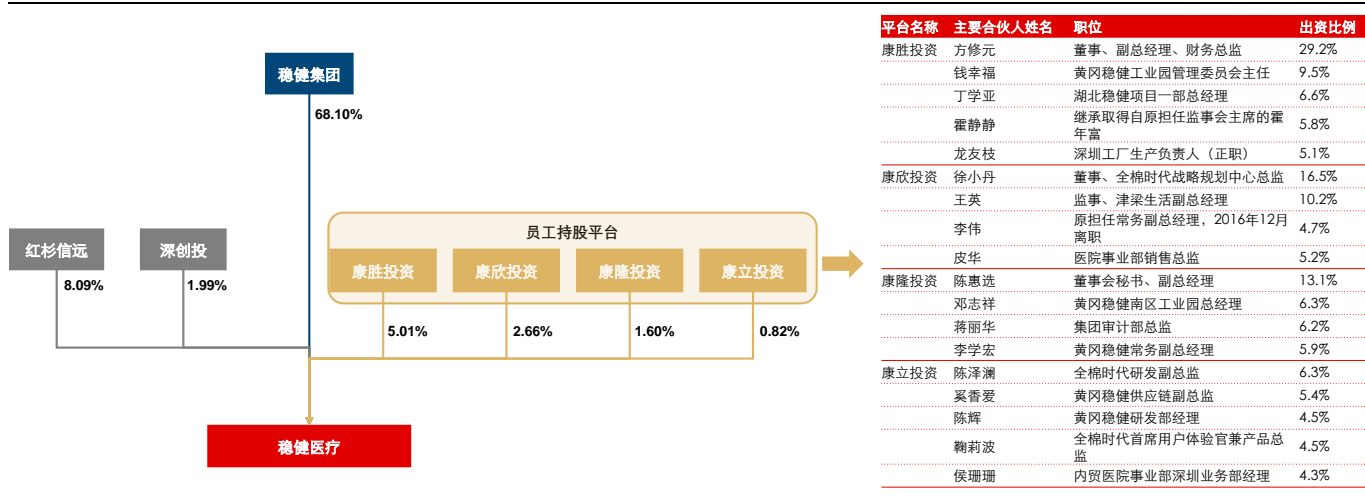 稳健集团
68.10%
红杉信远
深创投
8.09%
1.99%
员工持股平台
康胜投资
康欣投资
康隆投资
康立投资
5.01%
2.66%
1.60%
0.82%
稳健医疗
平台名称 主要合伙人姓名 职位 出资比例
康胜投资 方修元 董事、副总经理、财务总监 29.2%
钱幸福 黄冈稳健工业园管理委员会主任 9.5%
丁学亚 湖北稳健项目一部总经理 6.6%
霍静静 继承取得自原担任监事会主席的霍
年富 5.8%
龙友枝 深圳工厂生产负责人（正职） 5.1%
康欣投资 徐小丹 董事、全棉时代战略规划中心总监 16.5%
王英 监事、津梁生活副总经理 10.2%
李伟 原担任常务副总经理，2016年12月
离职 4.7%
皮华 医院事业部销售总监 5.2%
康隆投资 陈惠选 董事会秘书、副总经理 13.1%
邓志祥 黄冈稳健南区工业园总经理 6.3%
蒋丽华 集团审计部总监 6.2%
李学宏 黄冈稳健常务副总经理 5.9%
康立投资 陈泽澜 全棉时代研发副总监 6.3%
奚香爱 黄冈稳健供应链副总监 5.4%
陈辉 黄冈稳健研发部经理 4.5%
鞠莉波 全棉时代首席用户体验官兼产品总
监 4.5%
侯珊珊 内贸医院事业部深圳业务部经理 4.3%